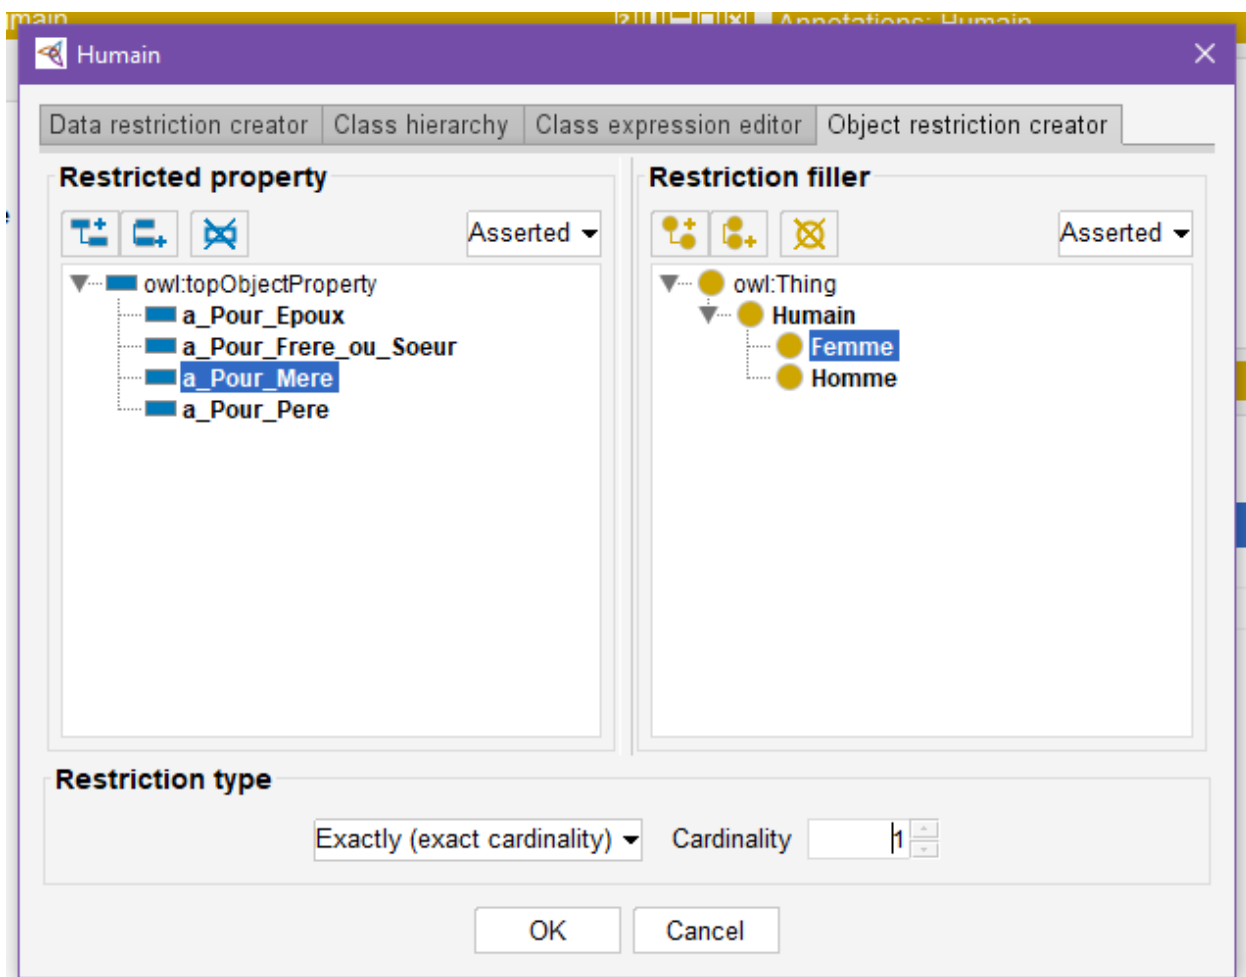 Annotations: Humain
Humain
Data restriction creator
Class hierarchy
Class expression editor
Object restriction creator
Restricted property
Restriction filler
Asserted
Asserted
owl:topObjectProperty
a_Pour_Epoux
a_Pour_Frere_ou_Soeur
a_Pour_Mere
a_Pour_Pere
owl:Thing
Humain
Femme
Homme
Restriction type
Exactly (exact cardinality)
Cardinality
1
OK
Cancel